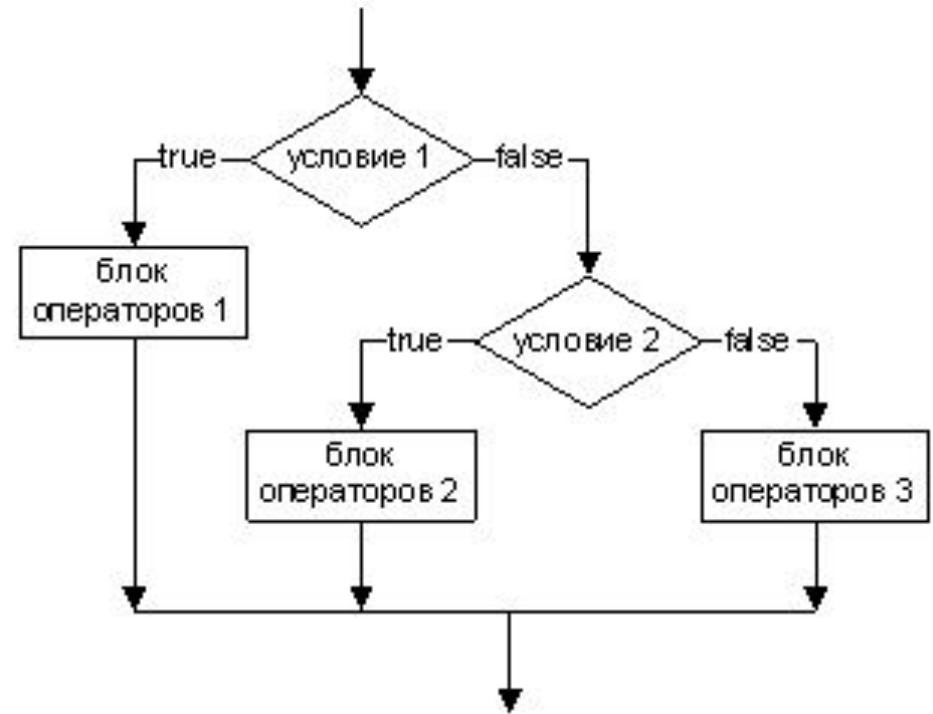 true
условие 1
false
блок
операторов 1
true
условие 2
false
блок
операторов 2
блок
операторов 3